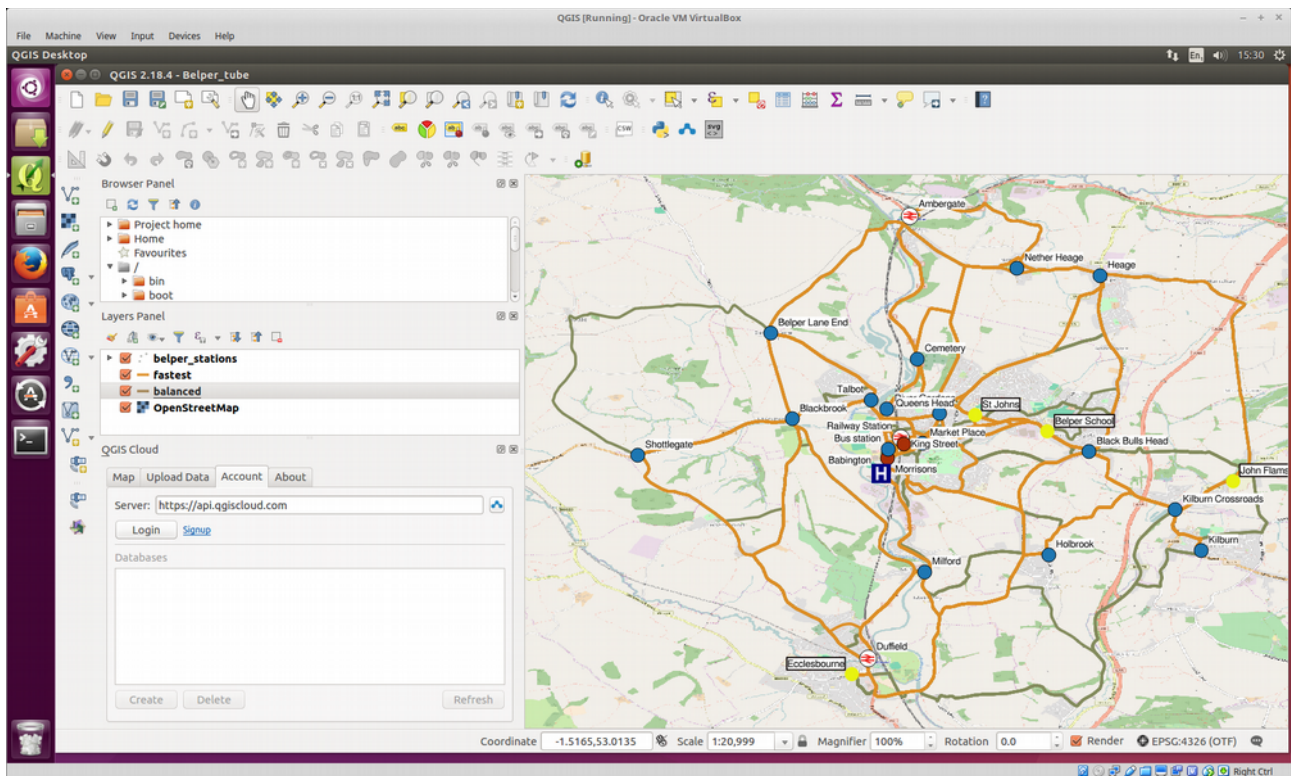 QGIS [Running] - Oracle VM VirtualBox
File Machine View Input Devices Help
QGIS Desktop
En
15:30
QGIS 2.18.4 - Belper_tube
abc
abc
CSW
svg
Browser Panel
Project home
Home
Favourites
/
bin
boot
Layers Panel
belper_stations
fastest
balanced
OpenStreetMap
QGIS Cloud
Map Upload Data Account About
Server: https://api.qgiscloud.com
Login Signup
Databases
Create Delete Refresh
Ambergate
Nether Heage
Heage
Belper Lane End
Cemetery
Talbot
Queens Head
St Johns
Blackbrook
Belper School
Railway Station
Market Place
Bus station
King Street
Black Bulls Head
Shottlegate
Babington
Morrisons
H
John Flams
Kilburn Crossroads
Kilburn
Holbrook
Milford
Duffield
Ecclesbourne
Coordinate -1.5165,53.0135 Scale 1:20,999 Magnifier 100% Rotation 0.0 Render EPSG:4326 (OTF)
Right Ctrl